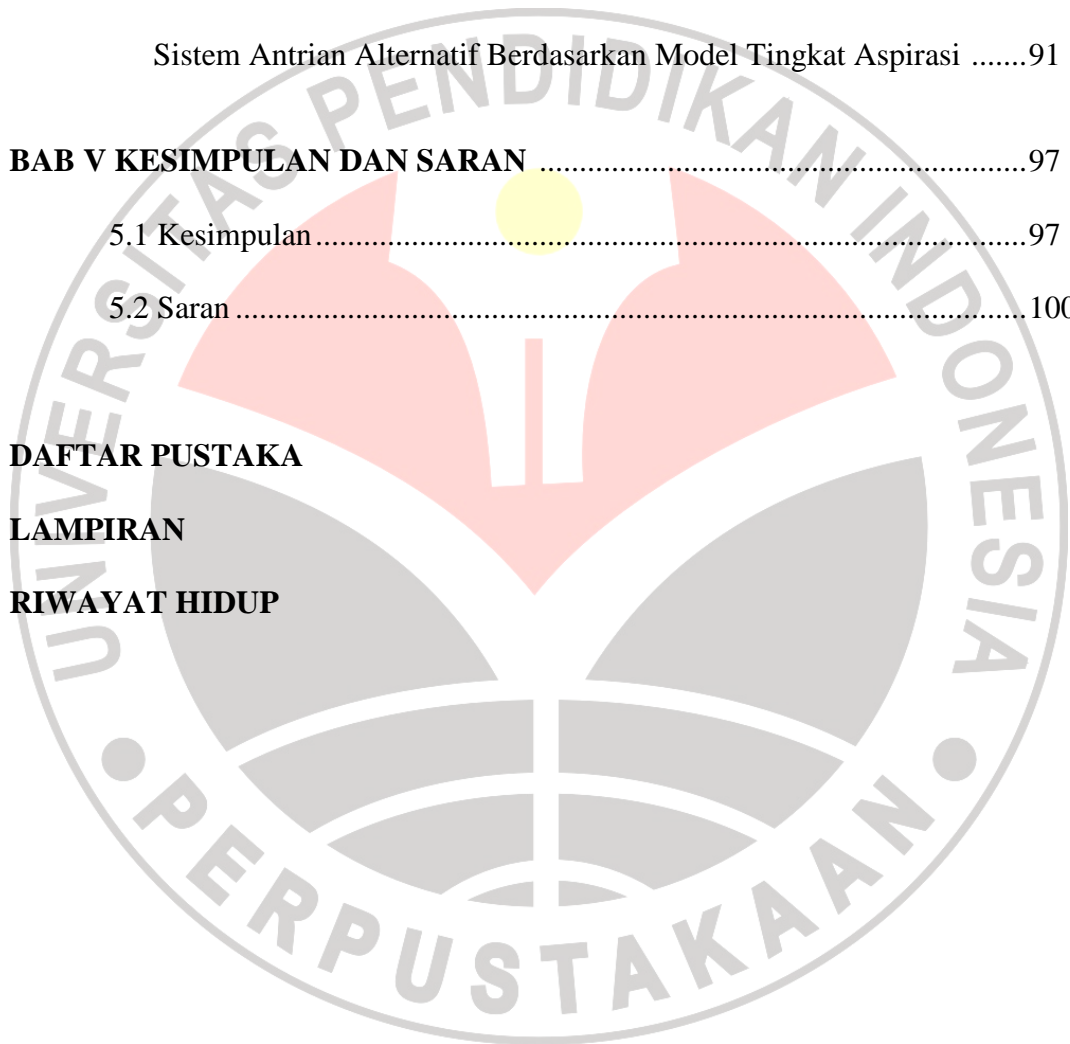 Sistem Antrian Alternatif Berdasarkan Model Tingkat Aspirasi .......91
BAB V KESIMPULAN DAN SARAN .............................................................97
5.1 Kesimpulan.........................................................................................97
5.2 Saran...................................................................................................100
DAFTAR PUSTAKA
LAMPIRAN
RIWAYAT HIDUP
UNIVERSITAS PENDIDIKAN INDONESIA
PERPUSTAKAAN